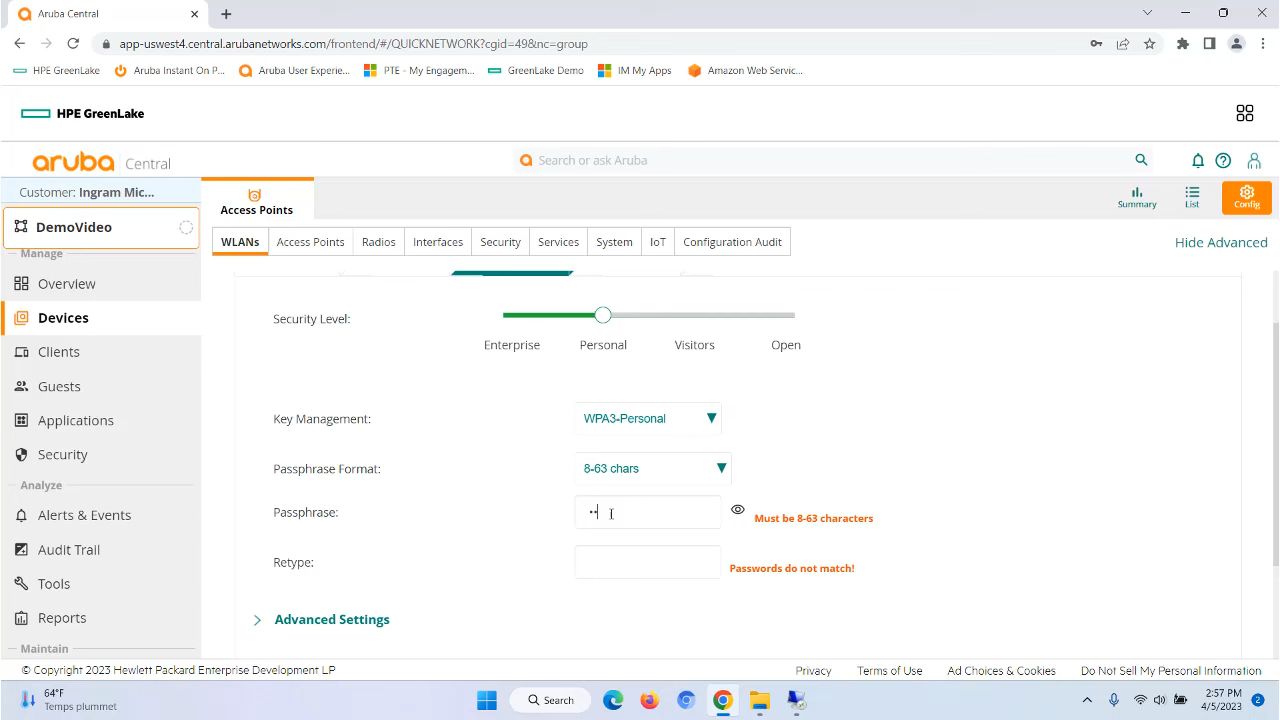 Aruba Central
app-uswest4.central.arubanetworks.com/frontend/#/QUICKNETWORK?cgid=49&nc=group
HPE GreenLake
Aruba Instant On P...
Aruba User Experie...
PTE - My Engagem...
GreenLake Demo
IM My Apps
Amazon Web Servic...
HPE GreenLake
aruba Central
Search or ask Aruba
Customer: Ingram Mic...
Access Points
Summary
List
Config
DemoVideo
WLANs
Access Points
Radios
Interfaces
Security
Services
System
IoT
Configuration Audit
Hide Advanced
Manage
Overview
Devices
Clients
Guests
Applications
Security
Analyze
Alerts & Events
Audit Trail
Tools
Reports
Maintain
Security Level:
Enterprise
Personal
Visitors
Open
Key Management:
WPA3-Personal
Passphrase Format:
8-63 chars
Passphrase:
Must be 8-63 characters
Retype:
Passwords do not match!
Advanced Settings
© Copyright 2023 Hewlett Packard Enterprise Development LP
Privacy
Terms of Use
Ad Choices & Cookies
Do Not Sell My Personal Information
64°F
Temps plummet
Search
2:57 PM
4/5/2023
2